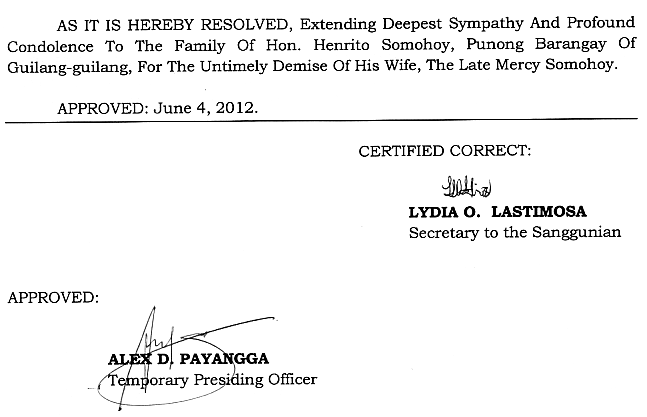 AS IT IS HEREBY RESOLVED, Extending Deepest Sympathy And Profound
Condolence To The Family Of Hon. Henrito Somohoy, Punong Barangay Of
Guilang-guilang, For The Untimely Demise Of His Wife, The Late Mercy Somohoy.
APPROVED: June 4, 2012.
CERTIFIED CORRECT:
LYDIA O. LASTIMOSA
Secretary to the Sanggunian
APPROVED:
ALEX D. PAYANGGA
Temporary Presiding Officer